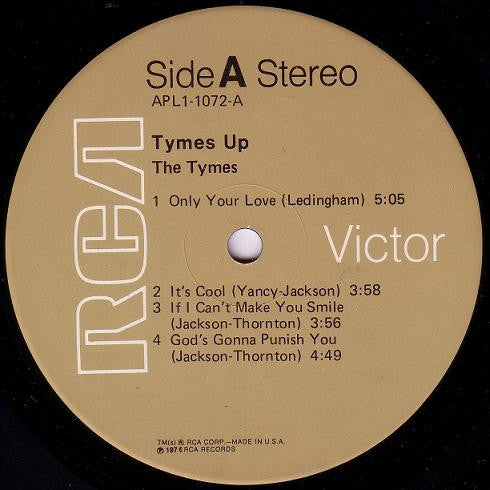 Side A Stereo
APL1-1072-A
Tymes Up
The Tymes
1 Only Your Love (Ledingham) 5:05
RCA
Victor
2 It's Cool (Yancy-Jackson) 3:58
3 If I Can't Make You Smile
(Jackson-Thornton) 3:56
4 God's Gonna Punish You
(Jackson-Thornton) 4:49
TM(s) ® RCA CORP.—MADE IN U.S.A.
℗ 1976 RCA RECORDS